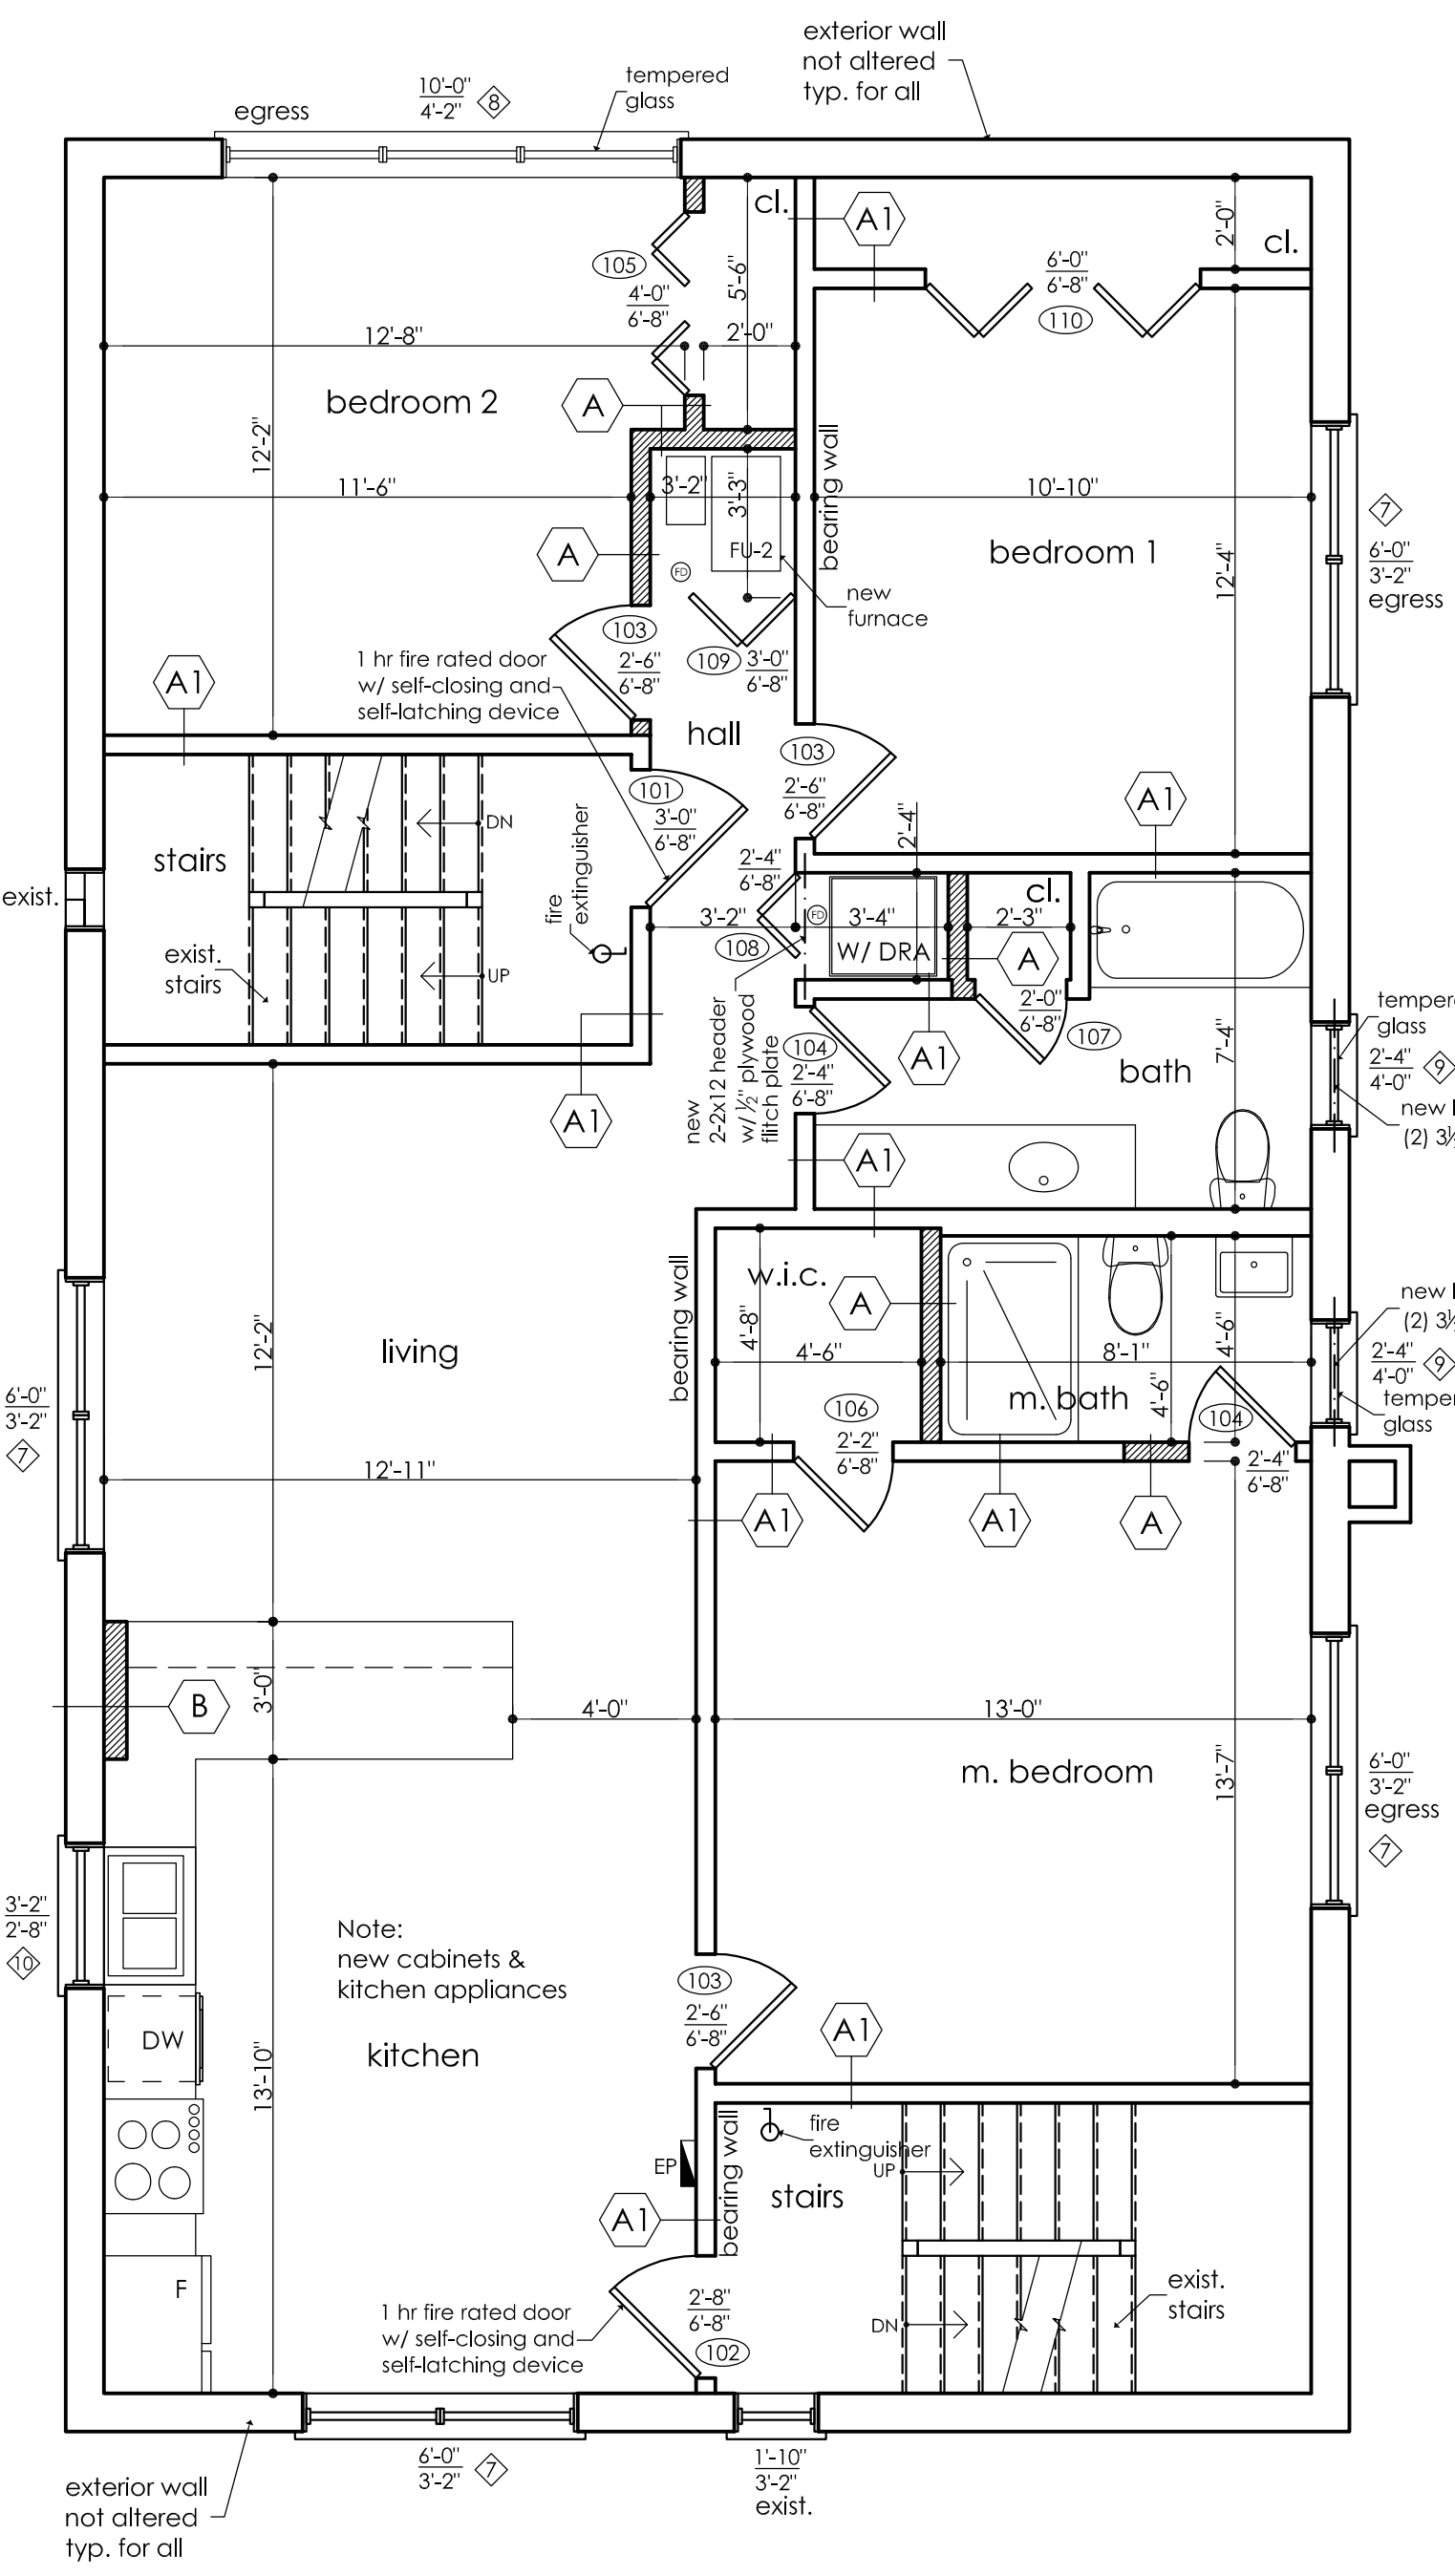 exterior wall
not altered
typ. for all
egress
10'-0"
4'-2"
8
tempered
glass
cl.
A1
2'-0"
cl.
105
4'-0"
6'-8"
5'-6"
6'-0"
6'-8"
110
12'-8"
2'-0"
bedroom 2
A
12'-2"
11'-6"
3'-2"
3'-3"
bearing wall
10'-10"
7
6'-0"
3'-2"
egress
A
FU-2
bedroom 1
12'-4"
FD
new
furnace
103
2'-6"
6'-8"
109
3'-0"
6'-8"
1 hr fire rated door
w/ self-closing and
self-latching device
A1
hall
103
2'-6"
6'-8"
101
3'-0"
6'-8"
A1
DN
stairs
fire
extinguisher
2'-4"
2'-4"
6'-8"
exist.
cl.
3'-2"
FD
3'-4"
2'-3"
108
W/ DRA
A
exist.
stairs
UP
2'-0"
6'-8"
107
tempere
glass
2'-4"
4'-0"
9
new
2-2x12 header
w/ ½" plywood
flitch plate
104
2'-4"
6'-8"
A1
7'-4"
bath
A1
new
(2) 3½
A1
bearing wall
w.i.c.
A
4'-8"
new
(2) 3½
12'-2"
living
4'-6"
8'-1"
4'-6"
2'-4"
4'-0"
9
tempe
glass
6'-0"
3'-2"
7
m. bath
4'-6"
106
2'-2"
6'-8"
104
2'-4"
6'-8"
12'-11"
A1
A1
A
B
3'-0"
4'-0"
13'-0"
m. bedroom
13'-7"
6'-0"
3'-2"
egress
7
3'-2"
2'-8"
10
Note:
new cabinets &
kitchen appliances
103
2'-6"
6'-8"
A1
DW
kitchen
13'-10"
bearing wall
fire
extinguisher
EP
UP
stairs
A1
F
exist.
stairs
1 hr fire rated door
w/ self-closing and
self-latching device
2'-8"
6'-8"
102
DN
6'-0"
3'-2"
7
1'-10"
3'-2"
exist.
exterior wall
not altered
typ. for all